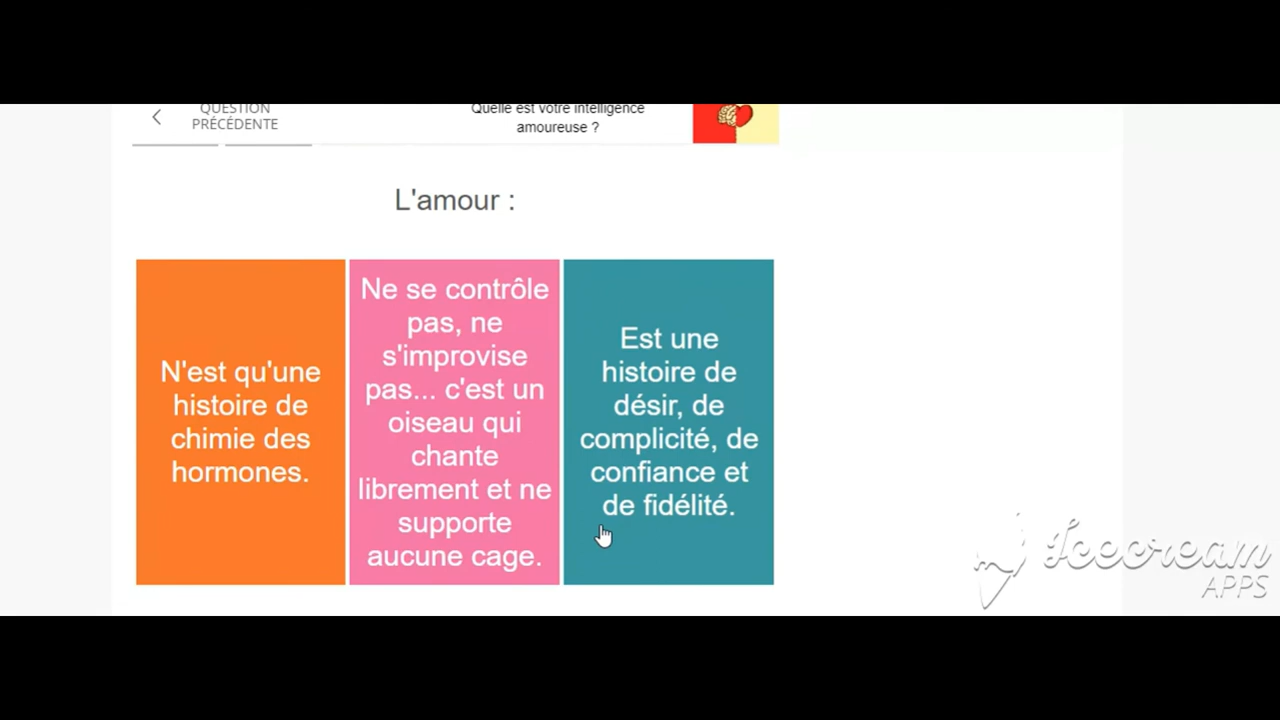 QUESTION
PRÉCÉDENTE
Quelle est votre intelligence
amoureuse ?
L'amour :
N'est qu'une
histoire de
chimie des
hormones.
Ne se contrôle
pas, ne
s'improvise
pas... c'est un
oiseau qui
chante
librement et ne
supporte
aucune cage.
Est une
histoire de
désir, de
complicité, de
confiance et
de fidélité.
Icecream
APPS